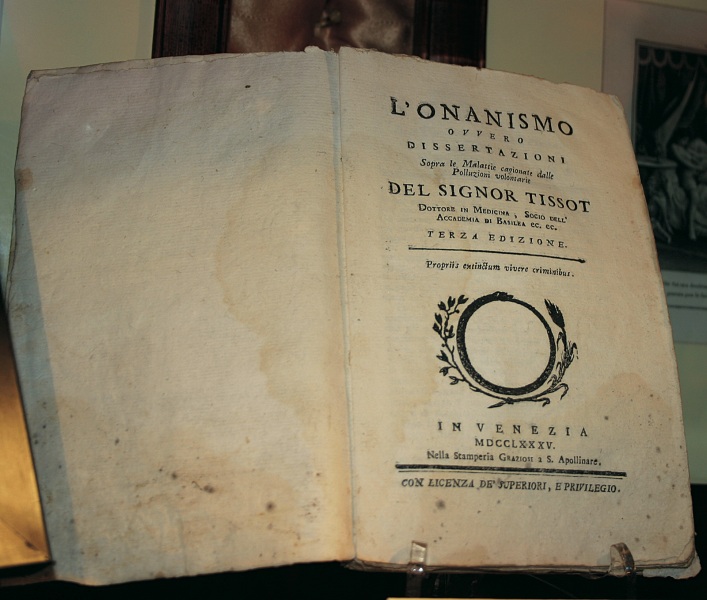 L'ONANISMO
OVVERO
DISSERTAZIONI
Sopra le Malattie cagionate dalle
Polluzioni volontarie
DEL SIGNOR TISSOT
DOTTORE IN MEDICINA, SOCIO DELL'
ACCADEMIA DI BASILEA EC. EC.
TERZA EDIZIONE.
Propriis extinctum vivere criminibus.
IN VENEZIA
MDCCLXXXV.
Nella Stamperia GRAZIOSI a S. Apollinare.
CON LICENZA DE' SUPERIORI, E PRIVILEGIO.